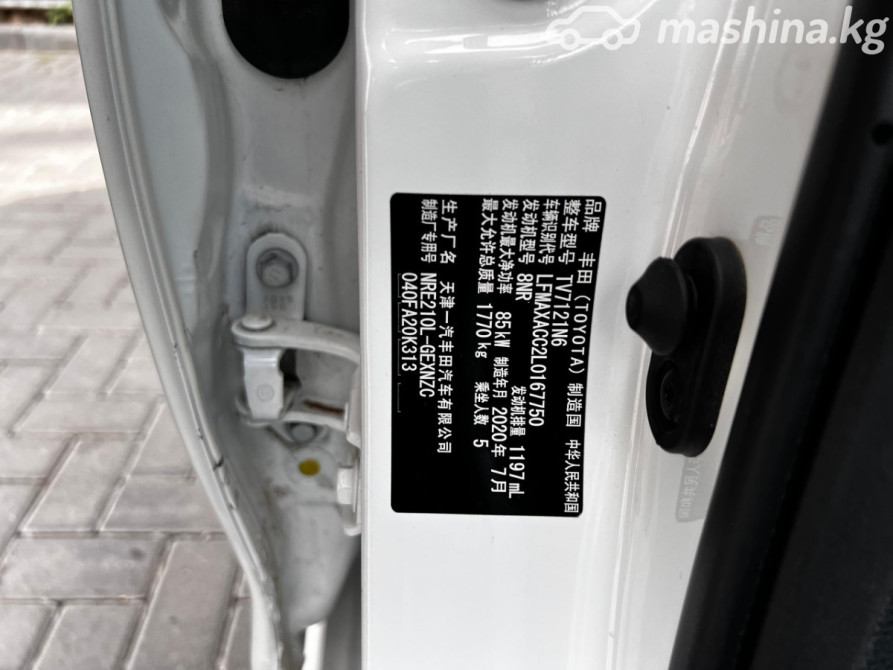 mashina.kg
品牌 丰田（TOYOTA）制造国 中华人民共和国
整车型号 TV7121N6
车辆识别代号 LFMAXACC2L0167750
发动机型号 8NR 发动机排量 1197mL
发动机最大净功率 85kW 制造年月 2020年 7月
最大允许总质量 1770kg 乘坐人数 5
生产厂名 天津一汽丰田汽车有限公司
制造厂专用号 NRE210L-GEXNZC
040FA20K313